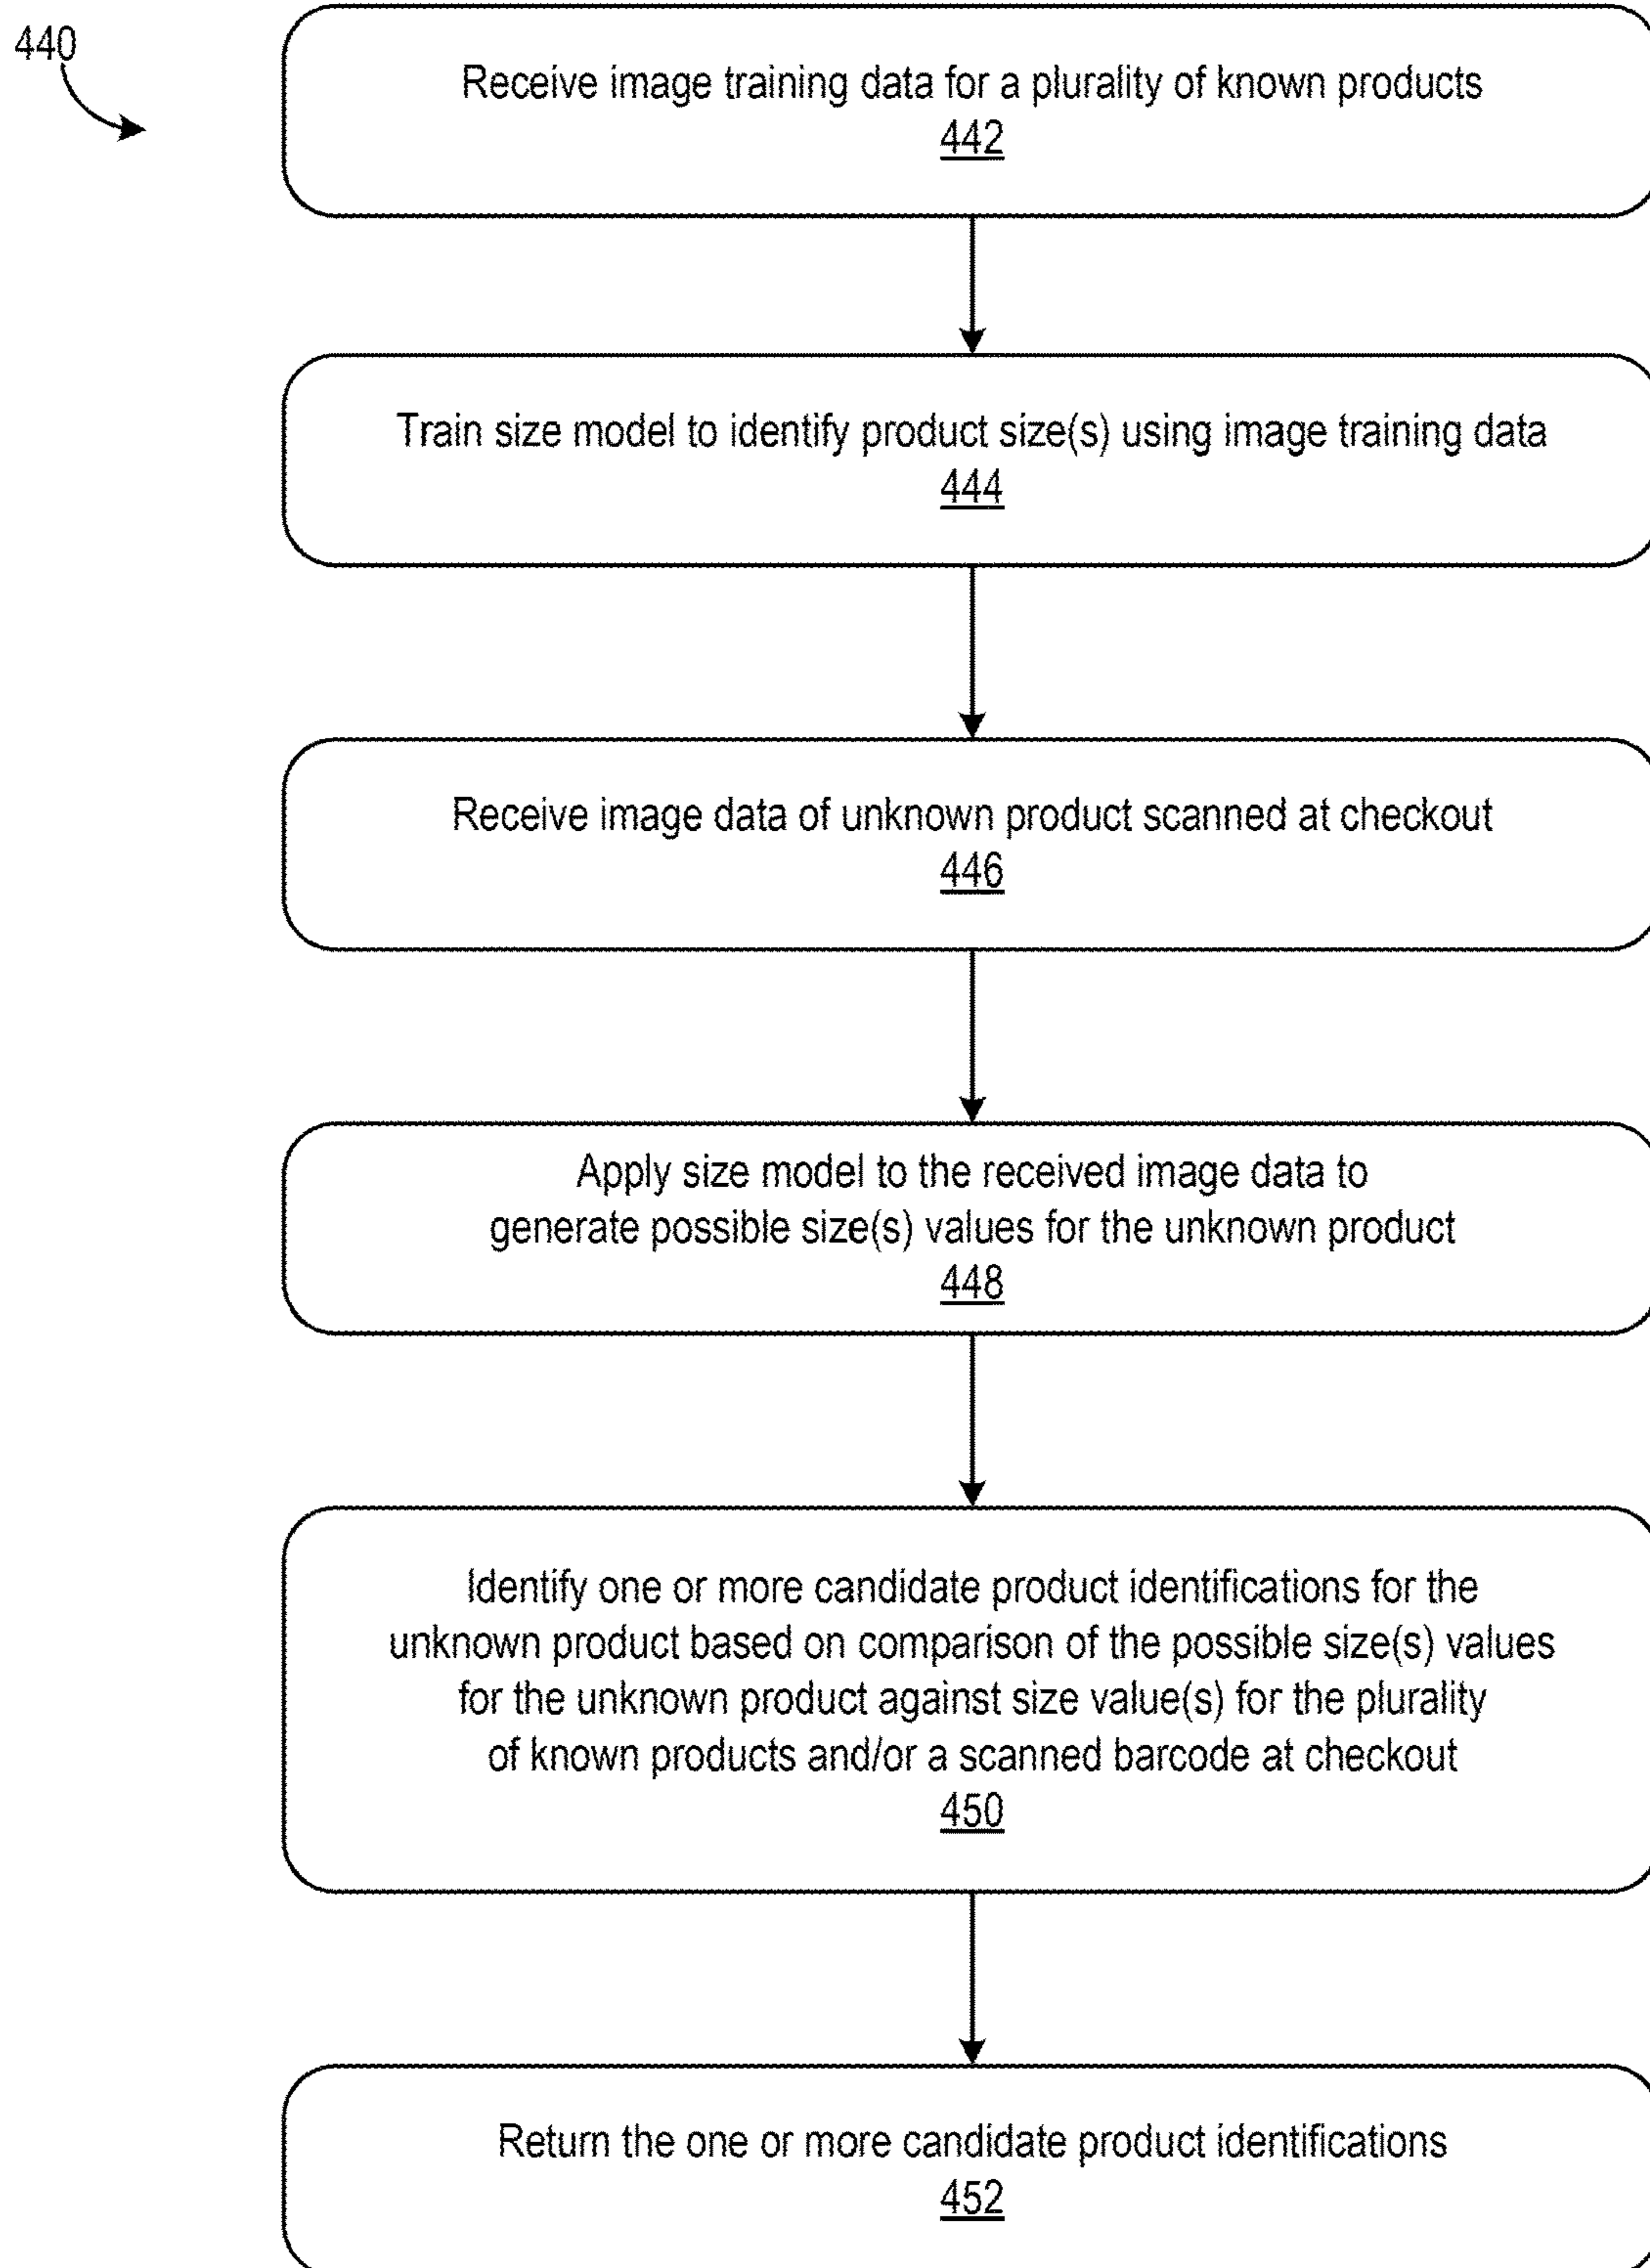 440
Receive image training data for a plurality of known products
442
Train size model to identify product size(s) using image training data
444
Receive image data of unknown product scanned at checkout
446
Apply size model to the received image data to
generate possible size(s) values for the unknown product
448
Identify one or more candidate product identifications for the
unknown product based on comparison of the possible size(s) values
for the unknown product against size value(s) for the plurality
of known products and/or a scanned barcode at checkout
450
Return the one or more candidate product identifications
452